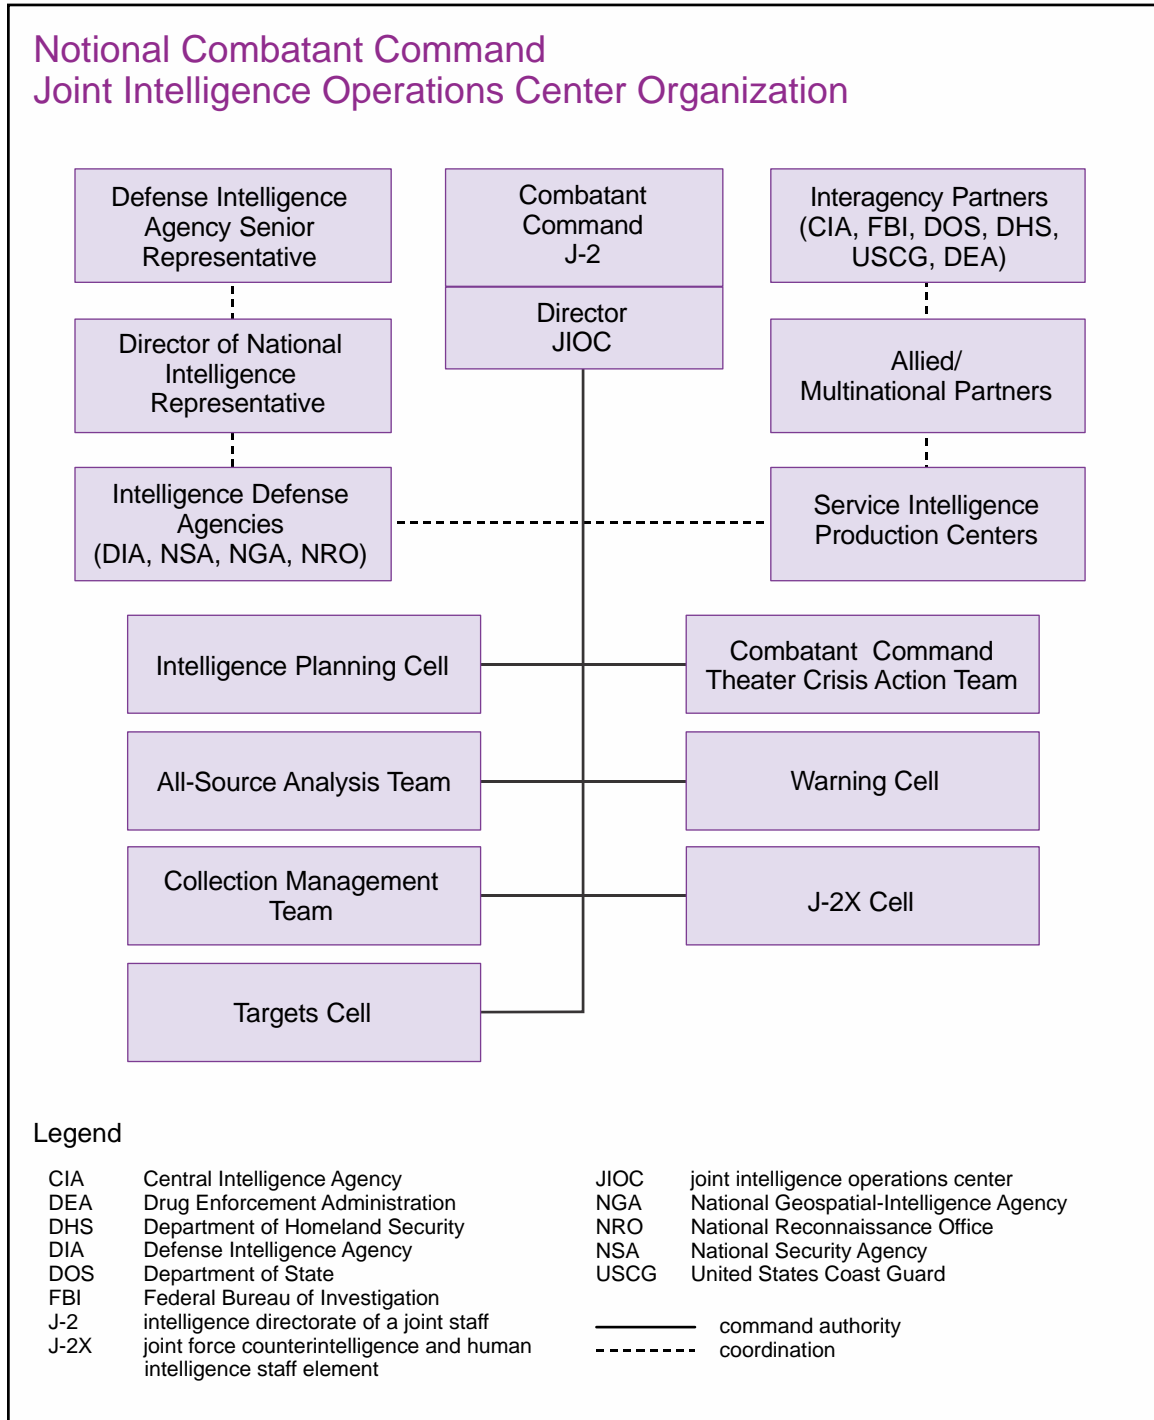 Notional Combatant Command
Joint Intelligence Operations Center Organization
Defense Intelligence
Agency Senior
Representative
Combatant
Command
J-2
Interagency Partners
(CIA, FBI, DOS, DHS,
USCG, DEA)
Director
JIOC
Director of National
Intelligence
Representative
Allied/
Multinational Partners
Intelligence Defense
Agencies
(DIA, NSA, NGA, NRO)
Service Intelligence
Production Centers
Intelligence Planning Cell
Combatant Command
Theater Crisis Action Team
All-Source Analysis Team
Warning Cell
Collection Management
Team
J-2X Cell
Targets Cell
Legend
CIA Central Intelligence Agency
DEA Drug Enforcement Administration
DHS Department of Homeland Security
DIA Defense Intelligence Agency
DOS Department of State
FBI Federal Bureau of Investigation
J-2 intelligence directorate of a joint staff
J-2X joint force counterintelligence and human
intelligence staff element
JIOC joint intelligence operations center
NGA National Geospatial-Intelligence Agency
NRO National Reconnaissance Office
NSA National Security Agency
USCG United States Coast Guard
command authority
coordination